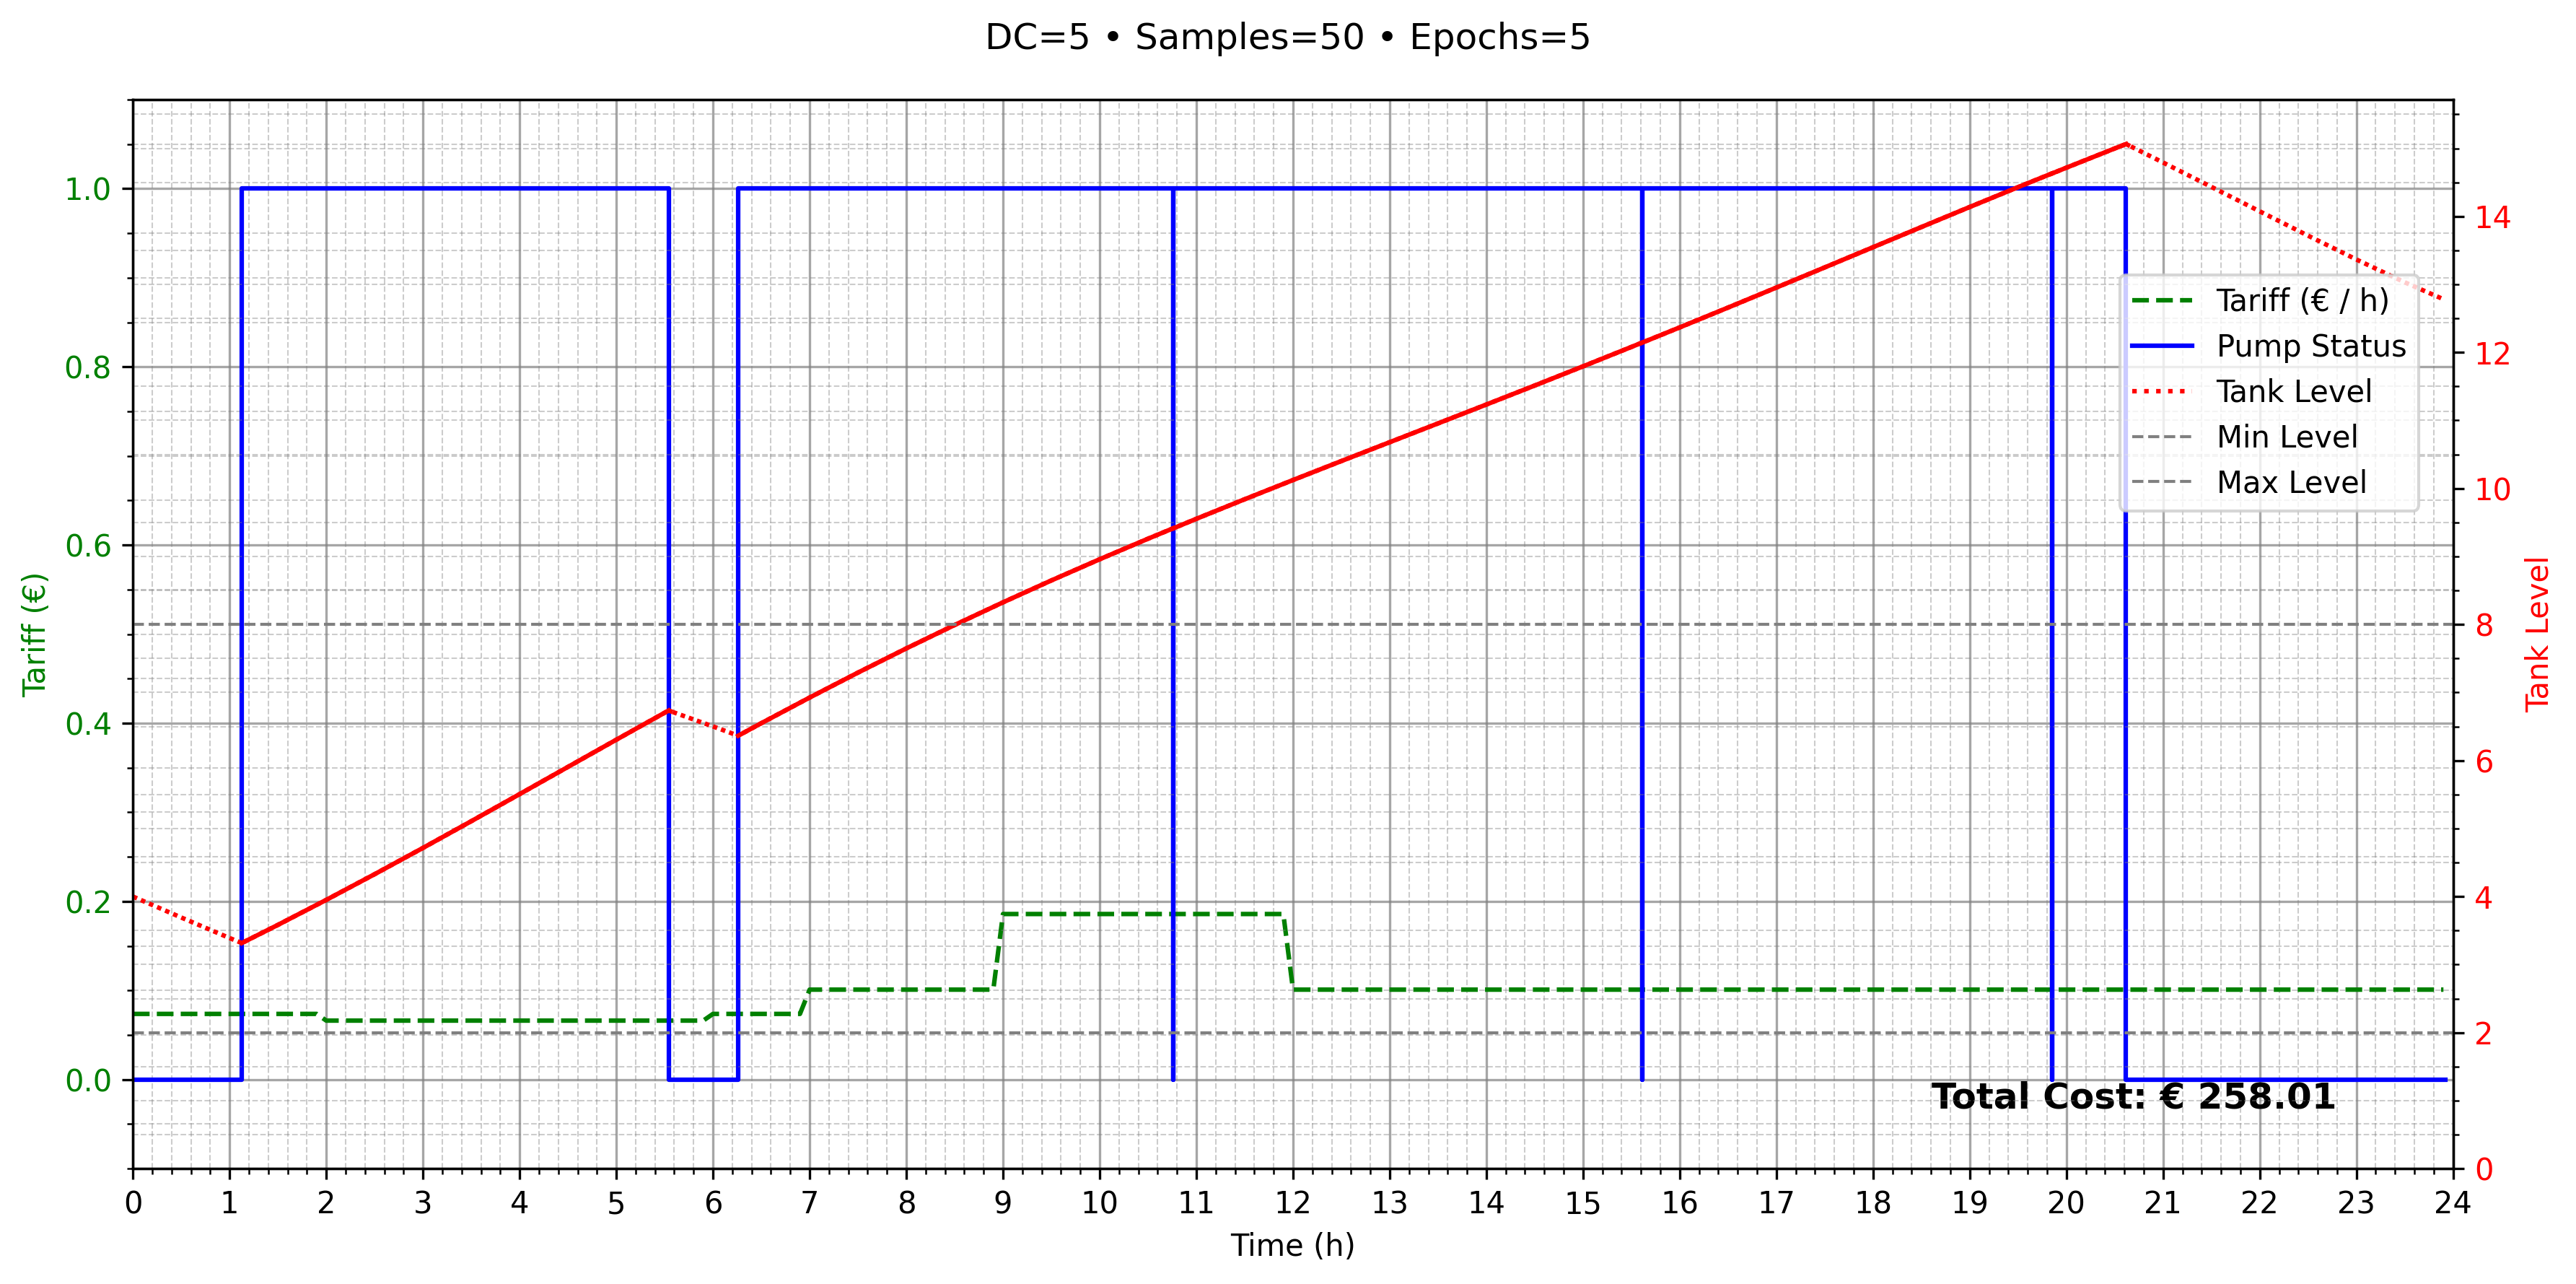 DC=5 • Samples=50 • Epochs=5
1.0
0.8
0.6
0.4
0.2
0.0
Tariff (€)
14
12
10
8
6
4
2
0
Tank Level
Tariff (€ / h)
Pump Status
Tank Level
Min Level
Max Level
Total Cost: € 258.01
0 1 2 3 4 5 6 7 8 9 10 11 12 13 14 15 16 17 18 19 20 21 22 23 24
Time (h)